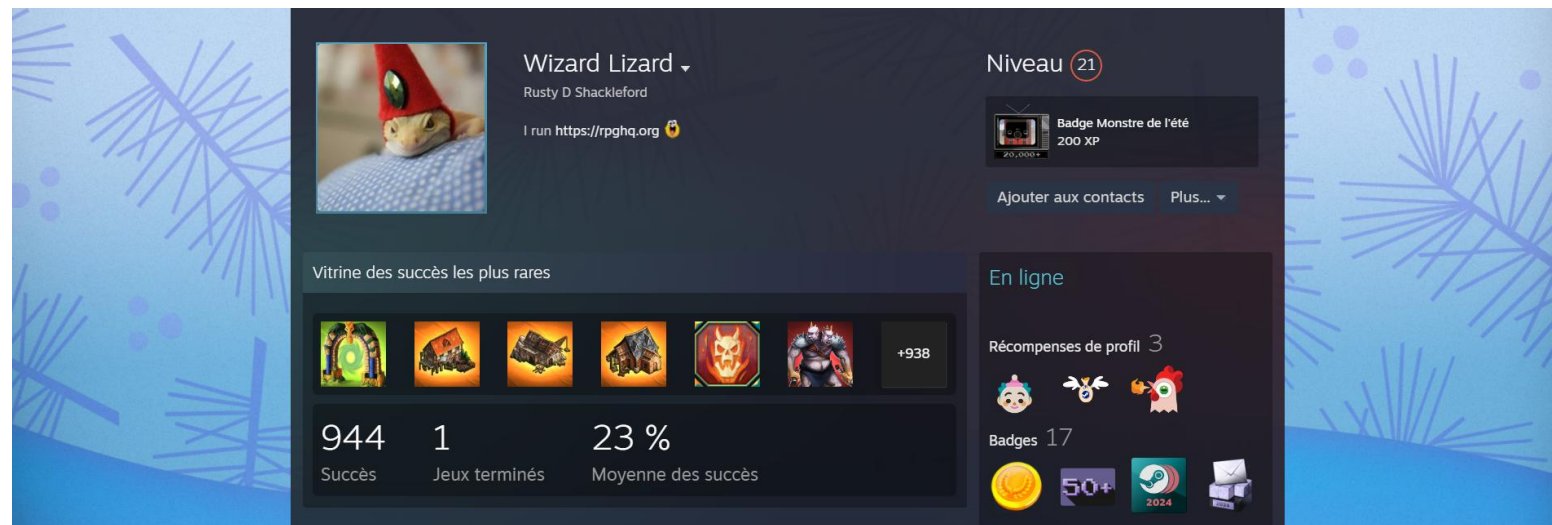 Wizard Lizard
Rusty D Shackleford
I run https://rpghq.org
Niveau 21
Badge Monstre de l'été
200 XP
20,000+
Ajouter aux contacts Plus...
Vitrine des succès les plus rares
+938
944 1 23 %
Succès Jeux terminés Moyenne des succès
En ligne
Récompenses de profil 3
Badges 17
50+
2024